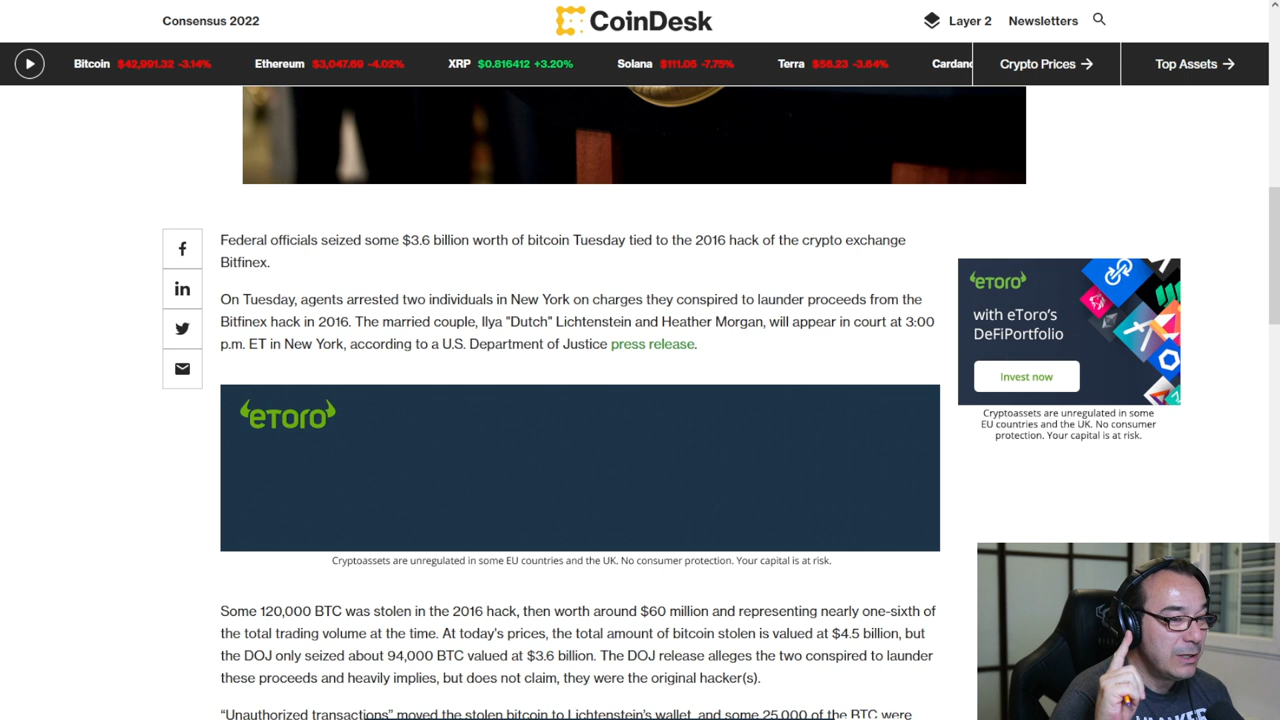 Consensus 2022
CoinDesk
Layer 2
Newsletters
Bitcoin $42,991.32 -3.14%
Ethereum $3,047.69 -4.02%
XRP $0.816412 +3.20%
Solana $111.05 -7.75%
Terra $56.23 -3.64%
Cardano
Crypto Prices →
Top Assets →
Federal officials seized some $3.6 billion worth of bitcoin Tuesday tied to the 2016 hack of the crypto exchange
Bitfinex.
On Tuesday, agents arrested two individuals in New York on charges they conspired to launder proceeds from the
Bitfinex hack in 2016. The married couple, Ilya "Dutch" Lichtenstein and Heather Morgan, will appear in court at 3:00
p.m. ET in New York, according to a U.S. Department of Justice press release.
eToro
Cryptoassets are unregulated in some EU countries and the UK. No consumer protection. Your capital is at risk.
Some 120,000 BTC was stolen in the 2016 hack, then worth around $60 million and representing nearly one-sixth of
the total trading volume at the time. At today's prices, the total amount of bitcoin stolen is valued at $4.5 billion, but
the DOJ only seized about 94,000 BTC valued at $3.6 billion. The DOJ release alleges the two conspired to launder
these proceeds and heavily implies, but does not claim, they were the original hacker(s).
“Unauthorized transactions” moved the stolen bitcoin to Lichtenstein's wallet, and some 25,000 of the BTC were
eToro
with eToro's
DeFiPortfolio
Invest now
Cryptoassets are unregulated in some
EU countries and the UK. No consumer
protection. Your capital is at risk.